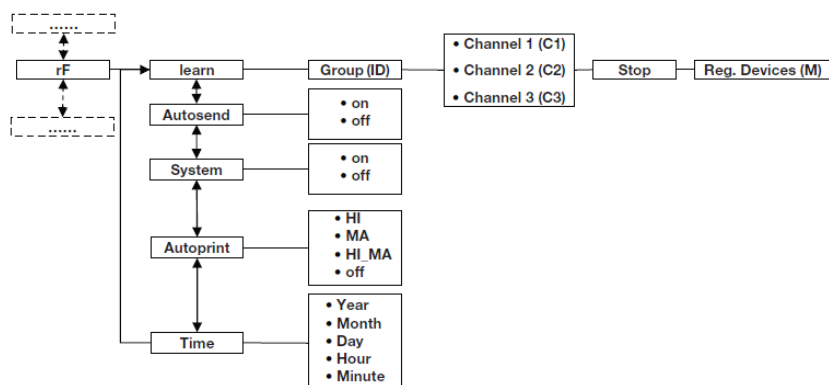 ......
rF
......
learn
Group (ID)
• Channel 1 (C1)
• Channel 2 (C2)
• Channel 3 (C3)
Stop
Reg. Devices (M)
Autosend
• on
• off
System
• on
• off
Autoprint
• HI
• MA
• HI_MA
• off
Time
• Year
• Month
• Day
• Hour
• Minute